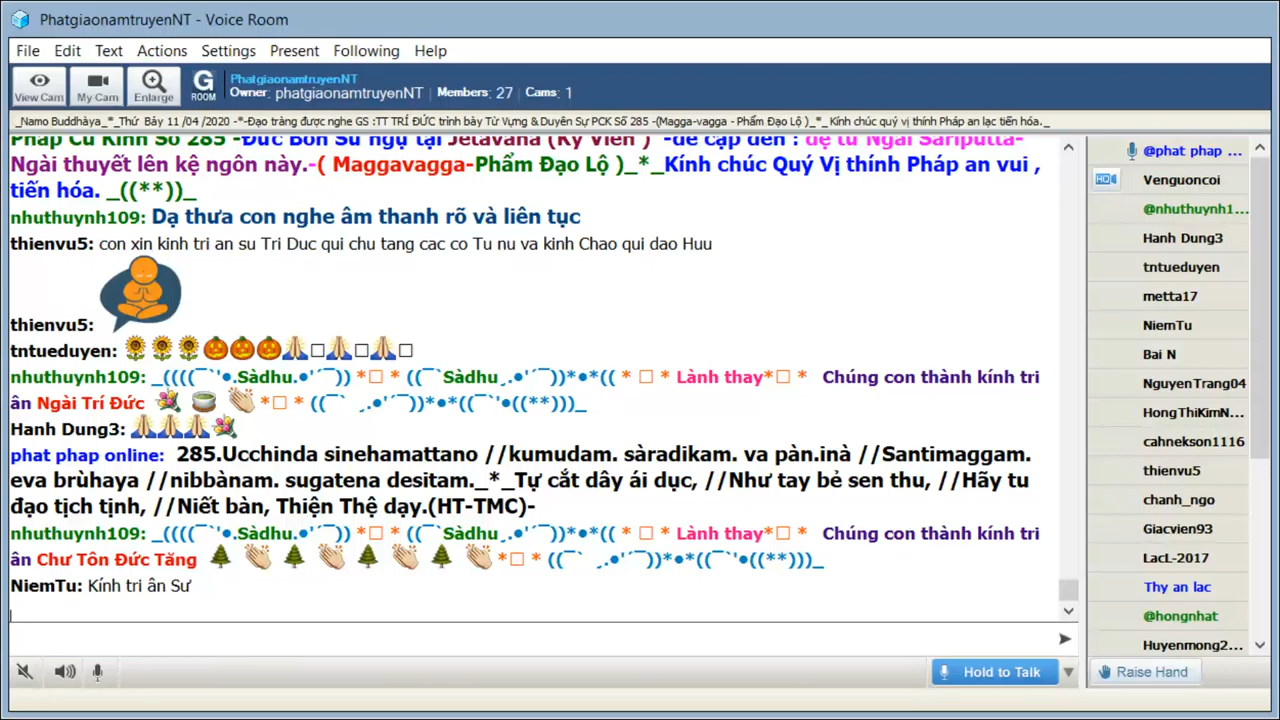 PhatgiaonamtruyenNT - Voice Room
File Edit Text Actions Settings Present Following Help
View Cam My Cam Enlarge G ROOM
PhatgiaonamtruyenNT
Owner: phatgiaonamtruyenNT | Members: 27 | Cams: 1
_Namo Buddhàya_*_Thứ Bảy 11 /04 /2020 -*-Đạo tràng được nghe GS :TT TRÍ ĐỨC trình bày Từ Vựng & Duyên Sự PCK Số 285 -(Magga-vagga - Phẩm Đạo Lộ )_*_ Kính chúc quý vị thính Pháp an lạc tiến hóa._
Pháp Cú Kinh Số 285 -Đức Bổn Sư ngụ tại Jetavana (Kỳ Viên ) -đề cập đến : đệ tử Ngài Sàriputta-
Ngài thuyết lên kệ ngôn này.-( Maggavagga-Phẩm Đạo Lộ )_*_Kính chúc Quý Vị thính Pháp an vui ,
tiến hóa. _((**))_
nhuthuynh109: Dạ thưa con nghe âm thanh rõ và liên tục
thienvu5: con xin kinh tri an su Tri Duc qui chu tang cac co Tu nu va kinh Chao qui dao Huu
thienvu5:
tntueduyen: 🌻🌻🌻🎃🎃🎃🙏□🙏□🙏□
nhuthuynh109: _((((¯`'•.Sàdhu.•'´¯)) *□ * ((¯`Sàdhu¸.•'´¯))*•*(( * □ * Lành thay*□ * Chúng con thành kính tri
ân Ngài Trí Đức 💐 🍵 👏 *□ * ((¯` ¸.•'´¯))*•*((¯`'•((**)))_
Hanh Dung3: 🙏🙏🙏💐
phat phap online: 285.Ucchinda sinehamattano //kumudam. sàradikam. va pàn.inà //Santimaggam.
eva brùhaya //nibbànam. sugatena desitam._*_Tự cắt dây ái dục, //Như tay bẻ sen thu, //Hãy tu
đạo tịch tịnh, //Niết bàn, Thiện Thệ dạy.(HT-TMC)-
nhuthuynh109: _((((¯`'•.Sàdhu.•'´¯)) *□ * ((¯`Sàdhu¸.•'´¯))*•*(( * □ * Lành thay*□ * Chúng con thành kính tri
ân Chư Tôn Đức Tăng 🌲 👏 🌲 👏 🌲 👏 🌲 👏 *□ * ((¯` ¸.•'´¯))*•*((¯`'•((**)))_
NiemTu: Kính tri ân Sư
@phat phap ...
Venguoncoi
@nhuthuynh1...
Hanh Dung3
tntueduyen
metta17
NiemTu
Bai N
NguyenTrang04
HongThiKimN...
cahnekson1116
thienvu5
chanh_ngo
Giacvien93
LacL-2017
Thy an lac
@hongnhat
Huyenmong2...
Hold to Talk
Raise Hand